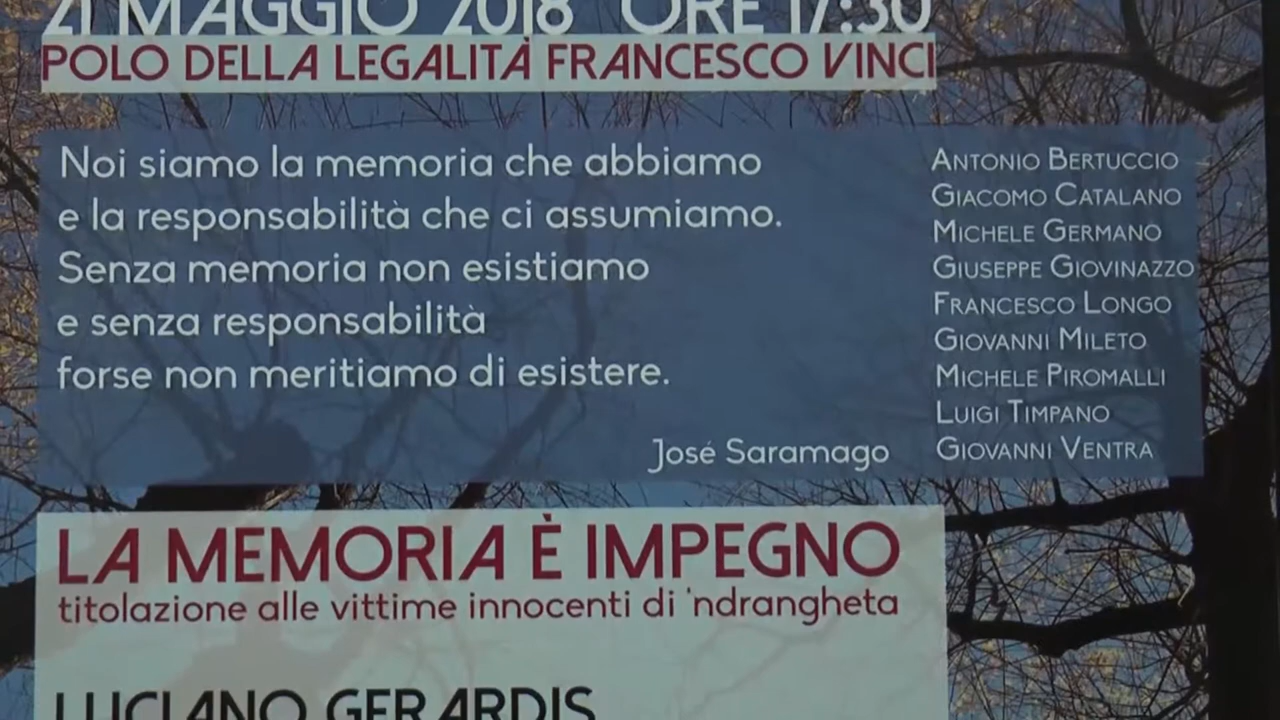 21 MAGGIO 2018 ORE 17:30
POLO DELLA LEGALITÀ FRANCESCO VINCI
Noi siamo la memoria che abbiamo
e la responsabilità che ci assumiamo.
Senza memoria non esistiamo
e senza responsabilità
forse non meritiamo di esistere.
José Saramago
ANTONIO BERTUCCIO
GIACOMO CATALANO
MICHELE GERMANO
GIUSEPPE GIOVINAZZO
FRANCESCO LONGO
GIOVANNI MILETO
MICHELE PIROMALLI
LUIGI TIMPANO
GIOVANNI VENTRA
LA MEMORIA È IMPEGNO
titolazione alle vittime innocenti di 'ndrangheta
LUCIANO GERARDIS